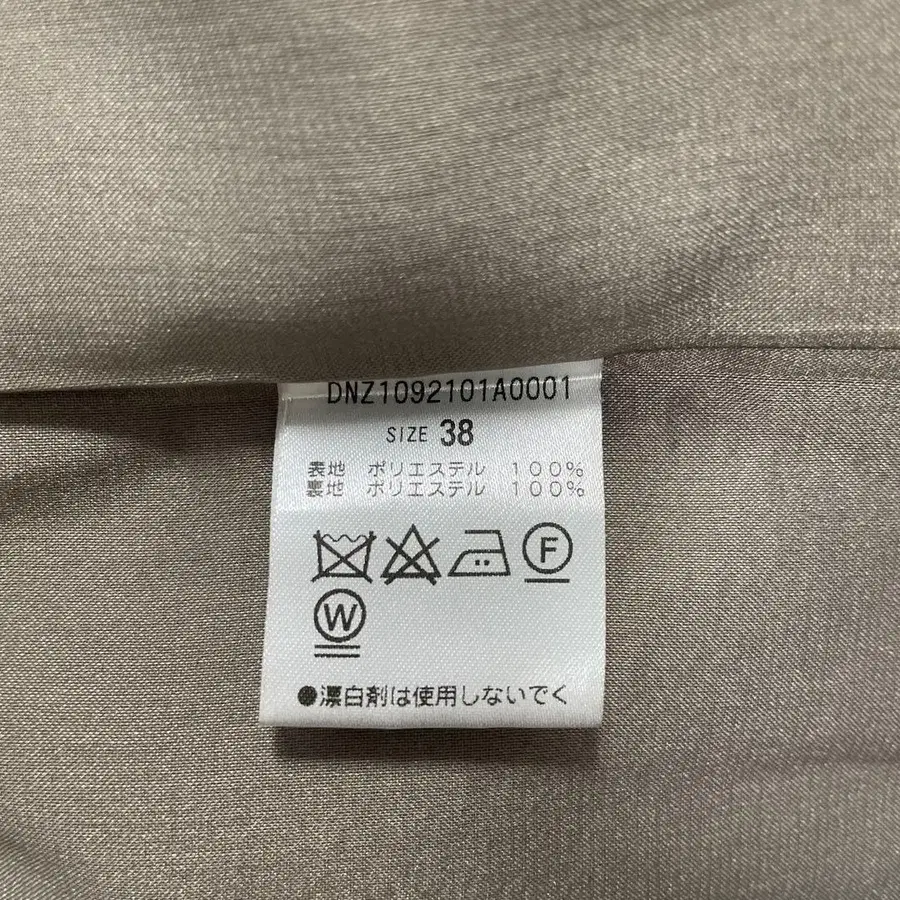 DNZ1092101A0001
SIZE 38
表地 ポリエステル 100%
裏地 ポリエステル 100%
F
W
●漂白剤は使用しないでく